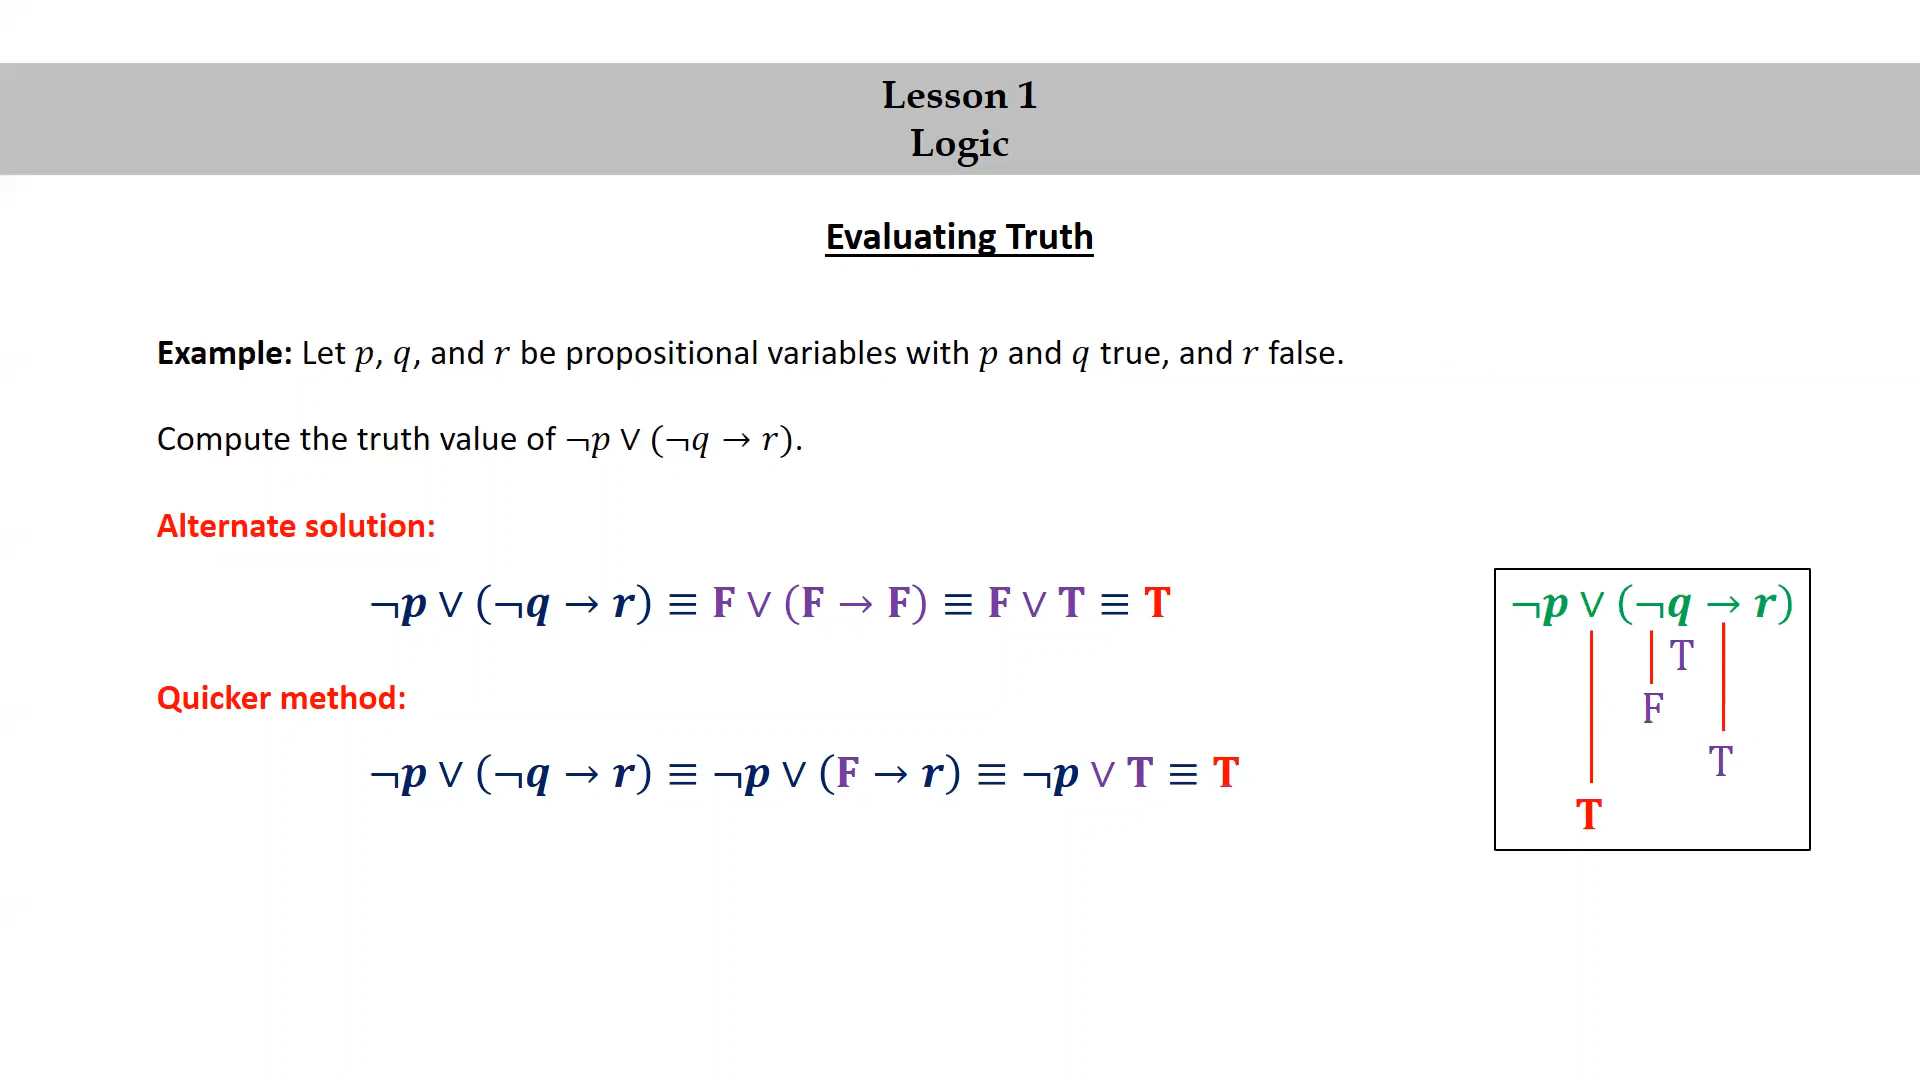 Lesson 1
Logic
Evaluating Truth
Example: Let p, q, and r be propositional variables with p and q true, and r false.
Compute the truth value of ¬p ∨ (¬q → r).
Alternate solution:
¬p ∨ (¬q → r) ≡ F ∨ (F → F) ≡ F ∨ T ≡ T
Quicker method:
¬p ∨ (¬q → r) ≡ ¬p ∨ (F → r) ≡ ¬p ∨ T ≡ T
¬p ∨ (¬q → r)
T
F
T
T